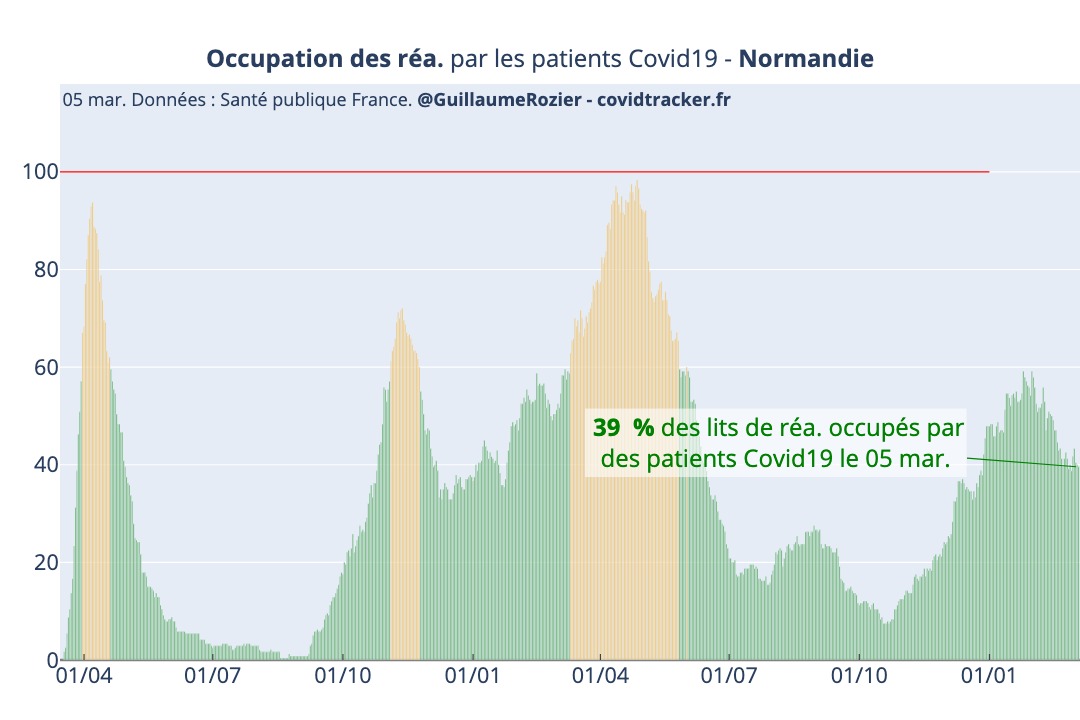 Occupation des réa. par les patients Covid19 - Normandie
05 mar. Données : Santé publique France. @GuillaumeRozier - covidtracker.fr
100
80
60
40
20
0
39 % des lits de réa. occupés par
des patients Covid19 le 05 mar.
01/04 01/07 01/10 01/01 01/04 01/07 01/10 01/01